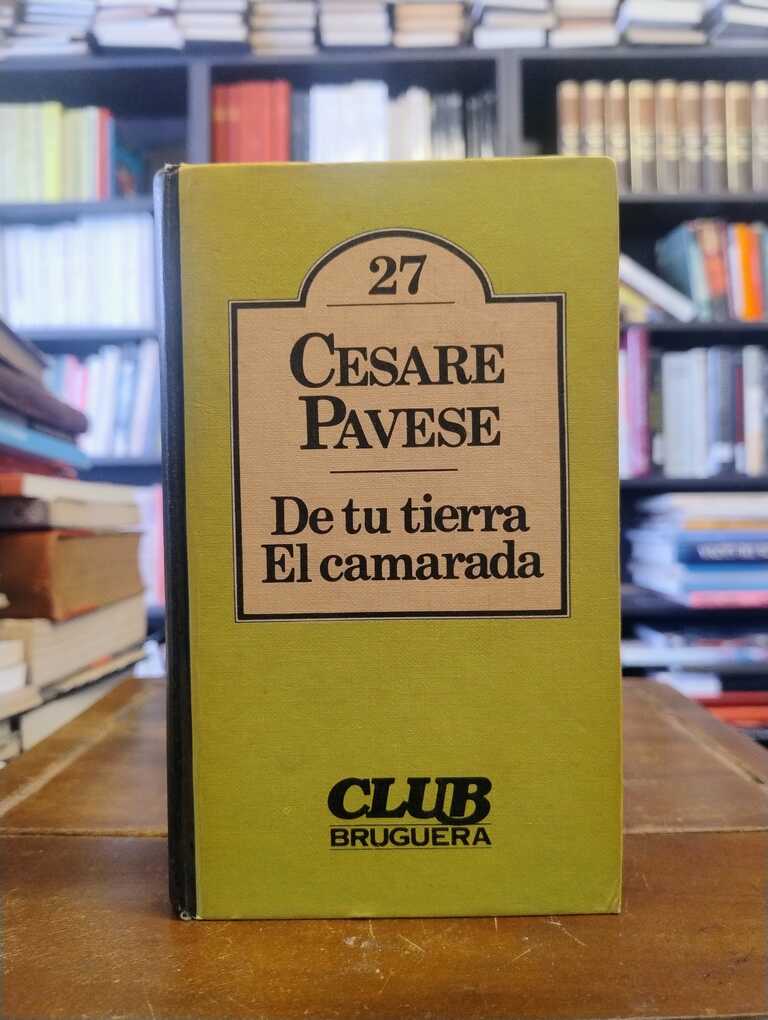 27
CESARE
PAVESE
De tu tierra
El camarada
CLUB
BRUGUERA